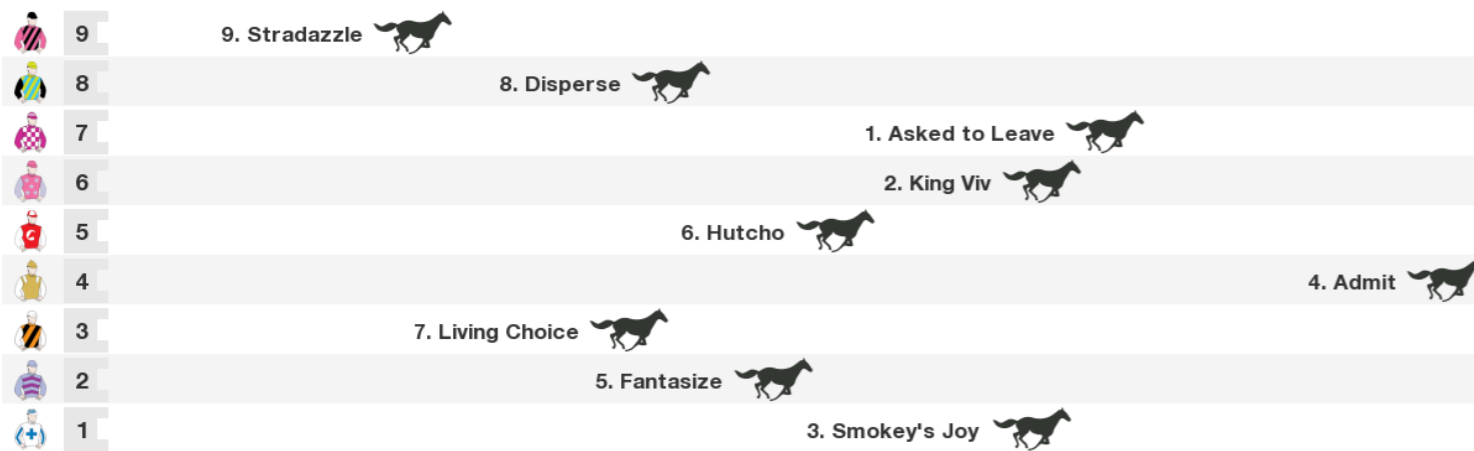 9 9. Stradazzle
8 8. Disperse
7 1. Asked to Leave
6 2. King Viv
5 6. Hutcho
4 4. Admit
3 7. Living Choice
2 5. Fantasize
1 3. Smokey's Joy